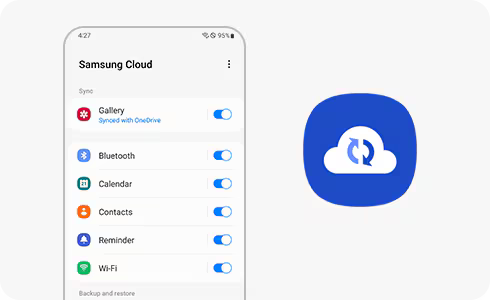 4:27 95%
Samsung Cloud
Sync
Gallery
Synced with OneDrive
Bluetooth
31
Calendar
Contacts
Reminder
Wi-Fi
Backup and restore